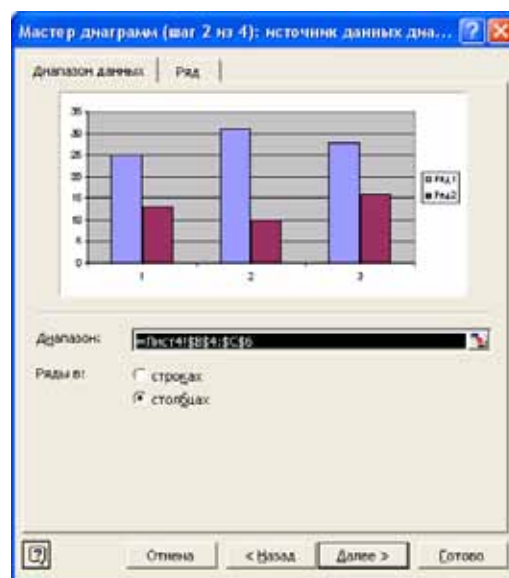 Мастер диаграмм (шаг 2 из 4): источник данных диа...
Диапазон данных
Ряд
35
30
25
20
15
10
5
0
1
2
3
Ряд1
Ряд2
Диапазон:
=Лист4!$B$4:$C$6
Ряды в:
строках
столбцах
Отмена
< Назад
Далее >
Готово